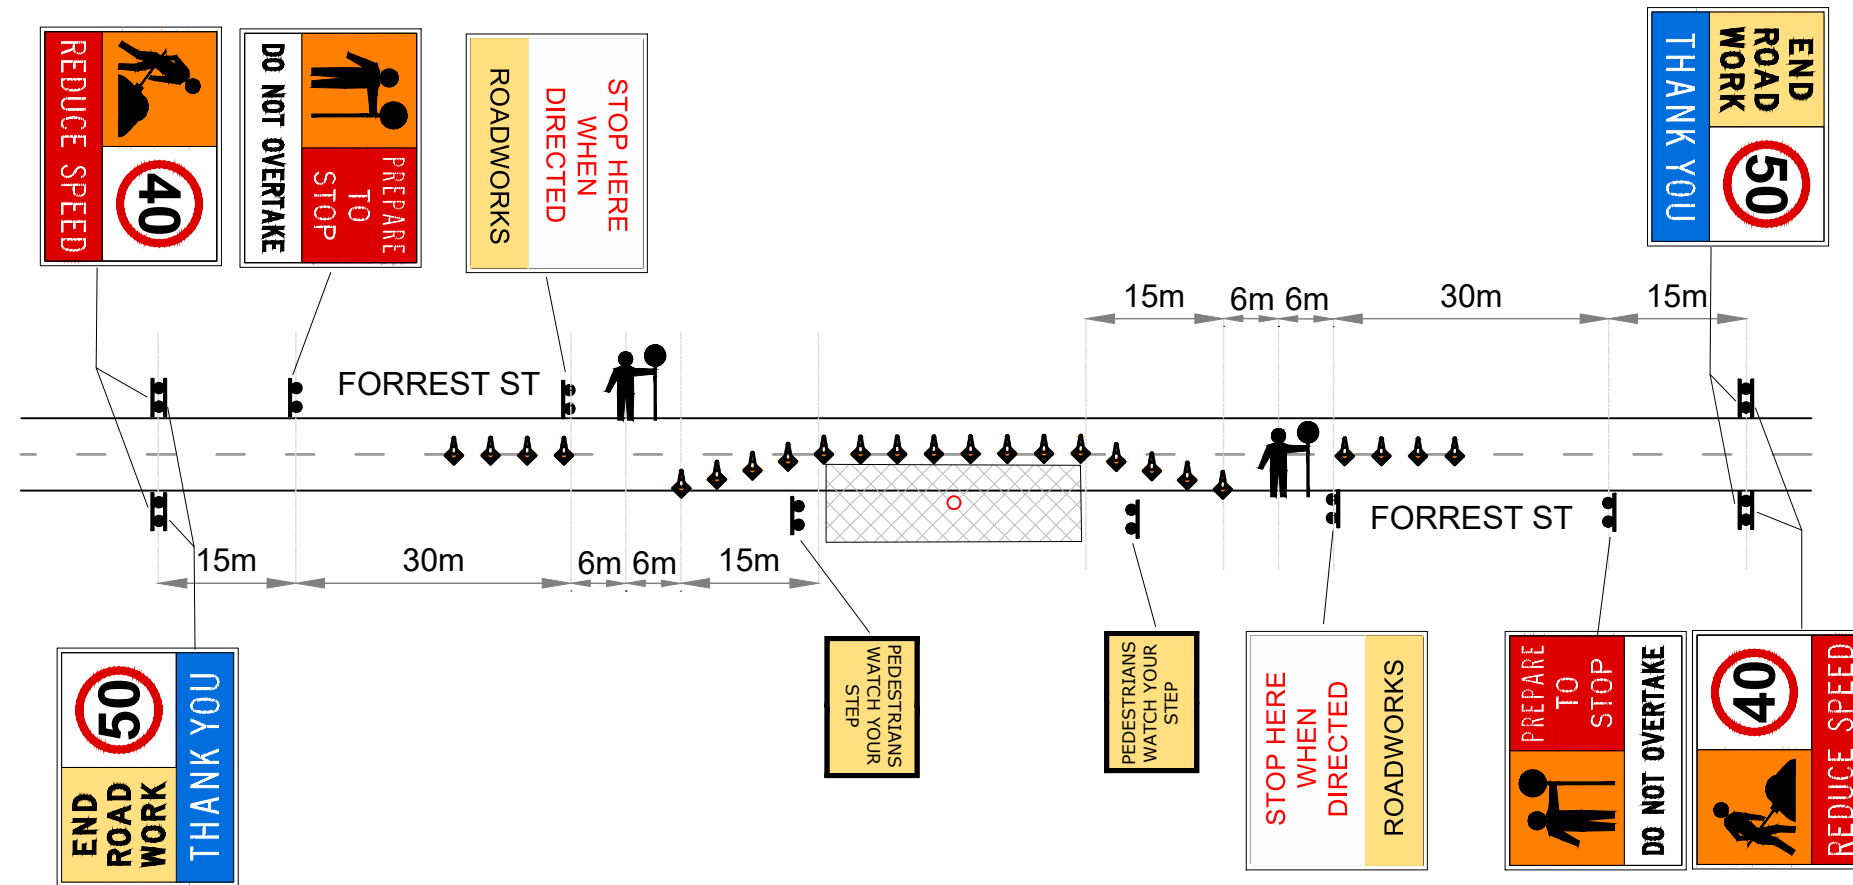 REDUCE SPEED
40
DO NOT OVERTAKE
PREPARE
TO
STOP
STOP HERE
WHEN
DIRECTED
ROADWORKS
END
ROAD
WORK
50
THANK YOU
15m
6m
6m
30m
15m
FORREST ST
FORREST ST
15m
30m
6m
6m
15m
50
END
ROAD
WORK
THANK YOU
PEDESTRIANS
WATCH YOUR
STEP
PEDESTRIANS
WATCH YOUR
STEP
STOP HERE
WHEN
DIRECTED
ROADWORKS
PREPARE
TO
STOP
DO NOT OVERTAKE
40
REDUCE SPEED